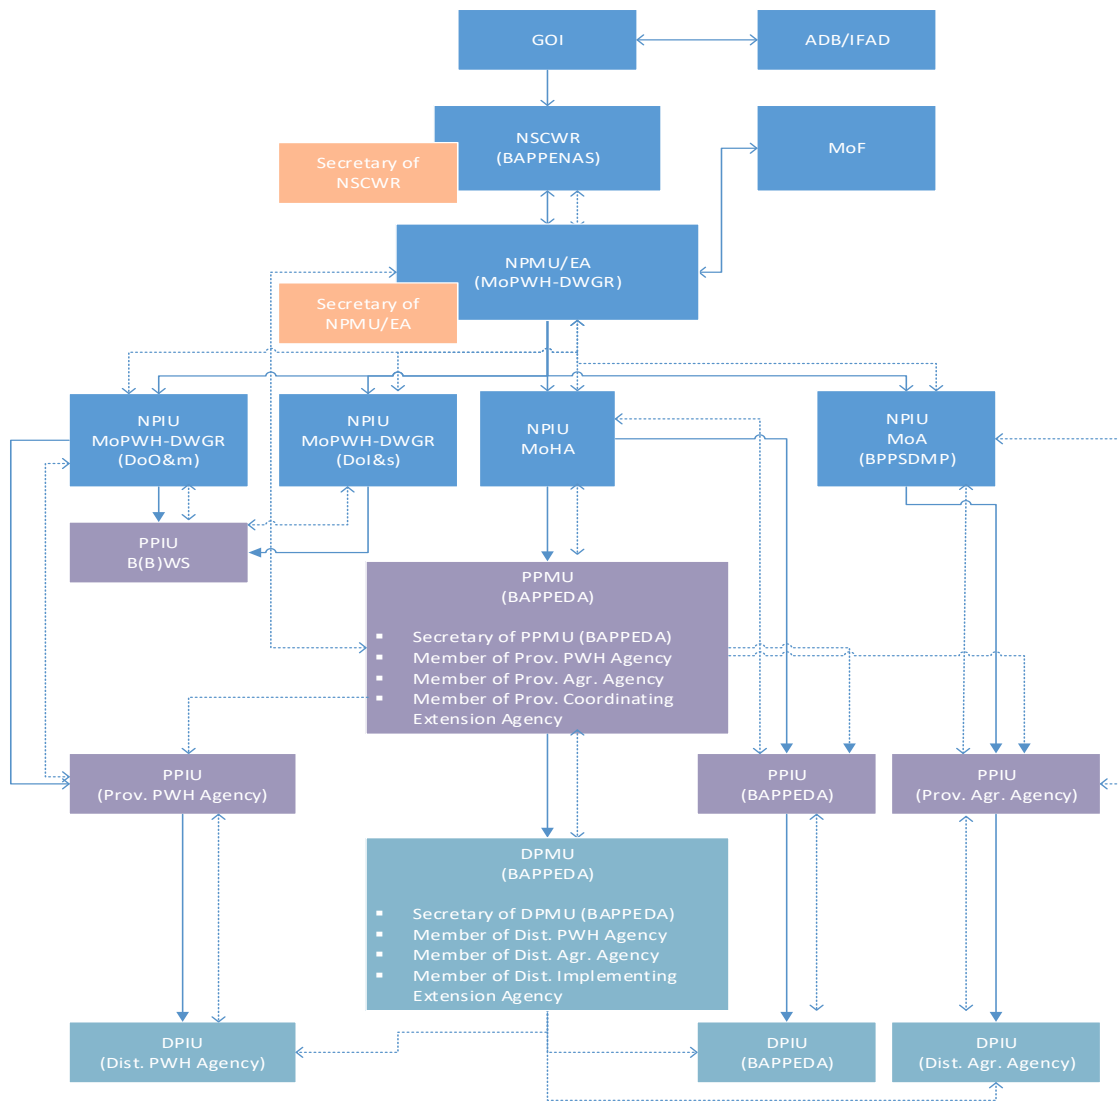 GOI
ADB/IFAD
NSCWR
(BAPPENAS)
MoF
Secretary of
NSCWR
NPMU/EA
(MoPWH-DWGR)
Secretary of
NPMU/EA
NPIU
MoPWH-DWGR
(DoO&m)
NPIU
MoPWH-DWGR
(DoI&s)
NPIU
MoHA
NPIU
MoA
(BPPSDMP)
PPIU
B(B)WS
PPMU
(BAPPEDA)
▪ Secretary of PPMU (BAPPEDA)
▪ Member of Prov. PWH Agency
▪ Member of Prov. Agr. Agency
▪ Member of Prov. Coordinating
Extension Agency
PPIU
(Prov. PWH Agency)
PPIU
(BAPPEDA)
PPIU
(Prov. Agr. Agency)
DPMU
(BAPPEDA)
▪ Secretary of DPMU (BAPPEDA)
▪ Member of Dist. PWH Agency
▪ Member of Dist. Agr. Agency
▪ Member of Dist. Implementing
Extension Agency
DPIU
(Dist. PWH Agency)
DPIU
(BAPPEDA)
DPIU
(Dist. Agr. Agency)